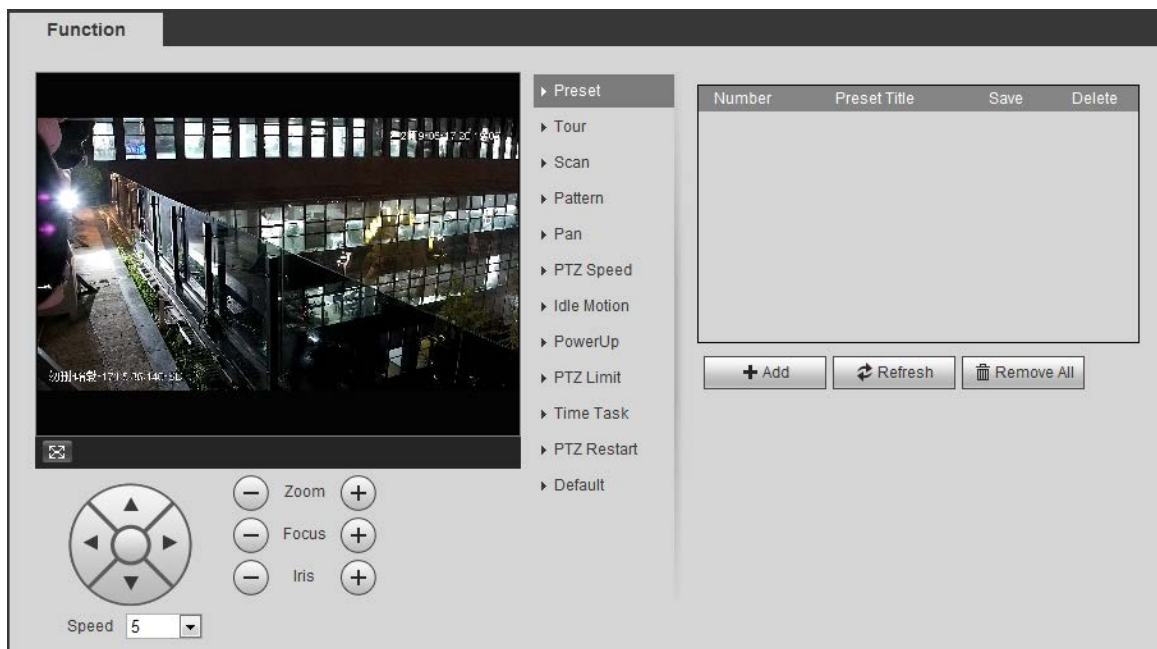 Function
Preset
Tour
Scan
Pattern
Pan
PTZ Speed
Idle Motion
PowerUp
PTZ Limit
Time Task
PTZ Restart
Default
Number Preset Title Save Delete
Add Refresh Remove All
Zoom
Focus
Iris
Speed 5